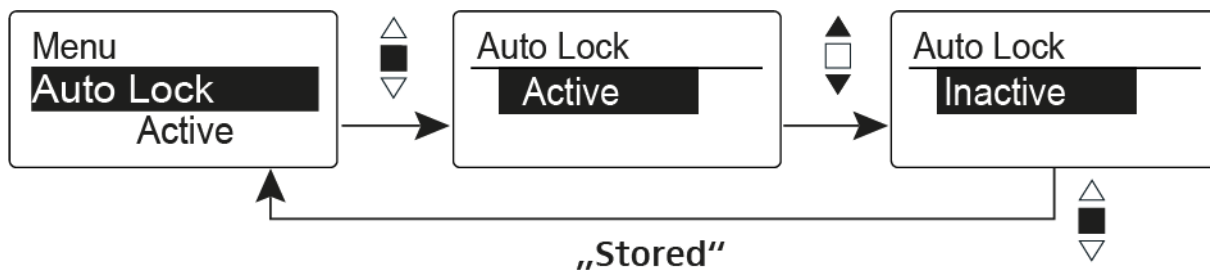 Menu
Auto Lock
Active
Auto Lock
Active
Auto Lock
Inactive
„Stored“